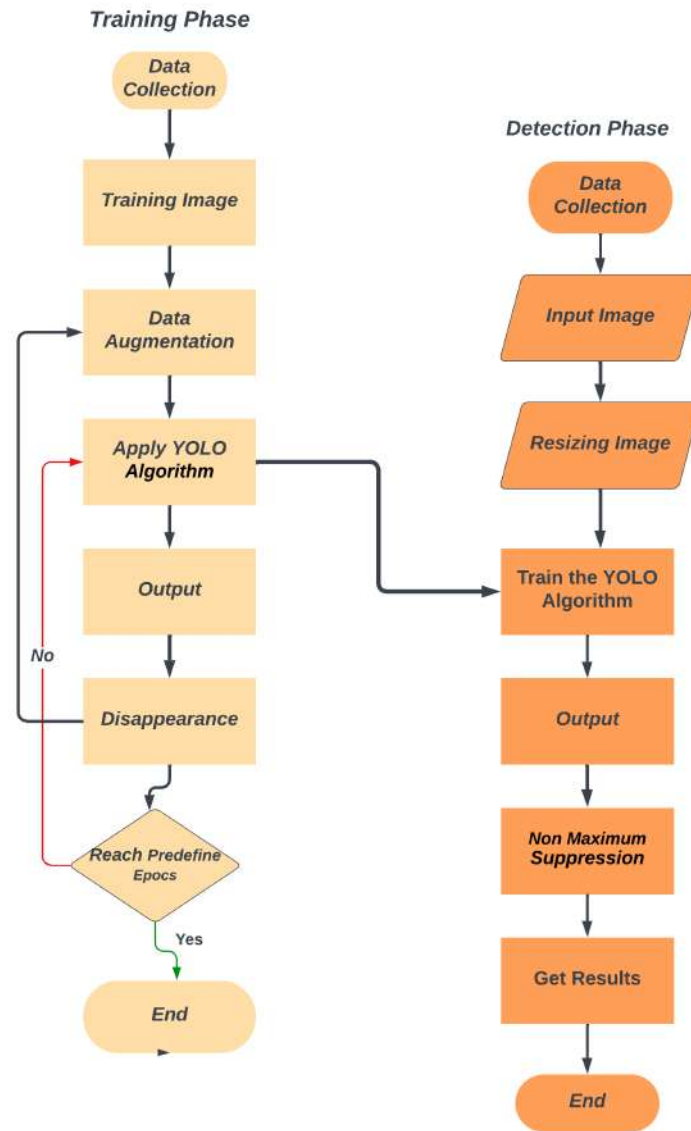 Training Phase
Data
Collection
Training Image
Data
Augmentation
Apply YOLO
Algorithm
Output
No
Disappearance
Reach Predefine
Epocs
Yes
End
Detection Phase
Data
Collection
Input Image
Resizing Image
Train the YOLO
Algorithm
Output
Non Maximum
Suppression
Get Results
End